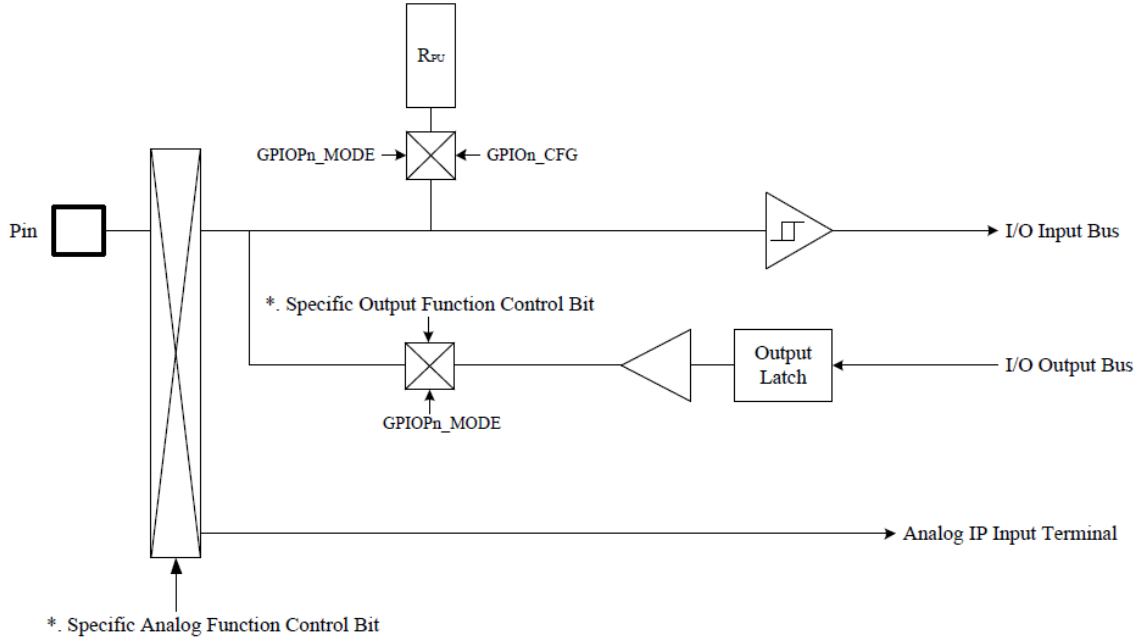 RPU
GPIOPn_MODE
GPIOn_CFG
Pin
I/O Input Bus
*. Specific Output Function Control Bit
Output
Latch
I/O Output Bus
GPIOPn_MODE
Analog IP Input Terminal
*. Specific Analog Function Control Bit